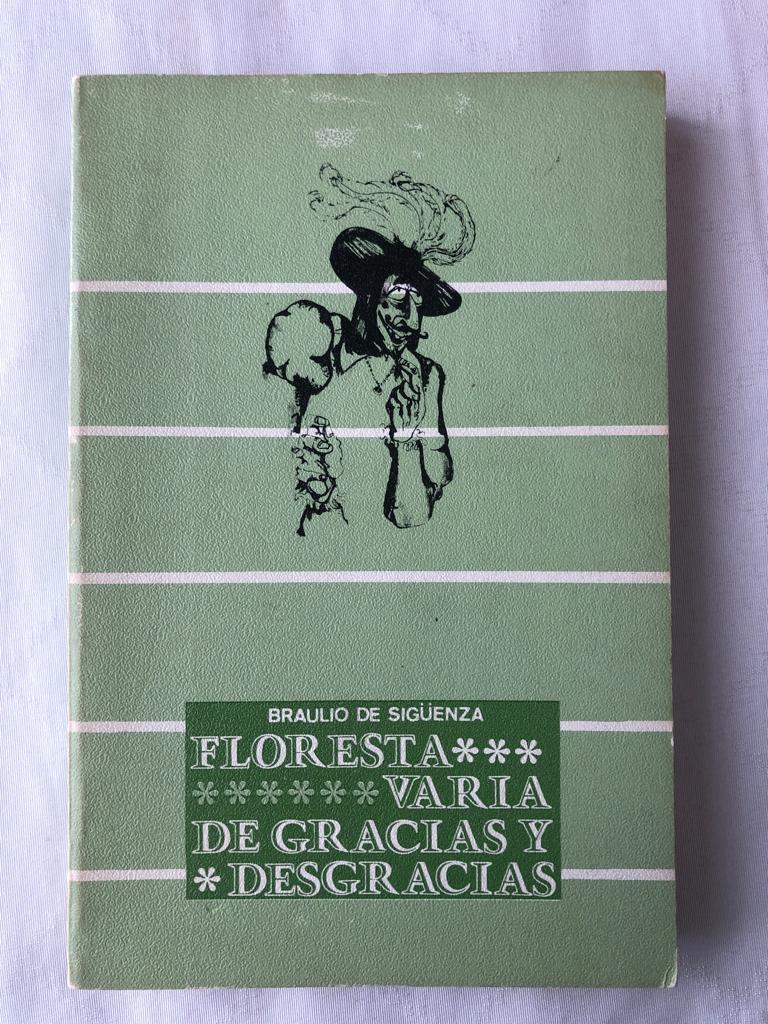 BRAULIO DE SIGÜENZA
FLORESTA***
******VARIA
DE GRACIAS Y
*DESGRACIAS